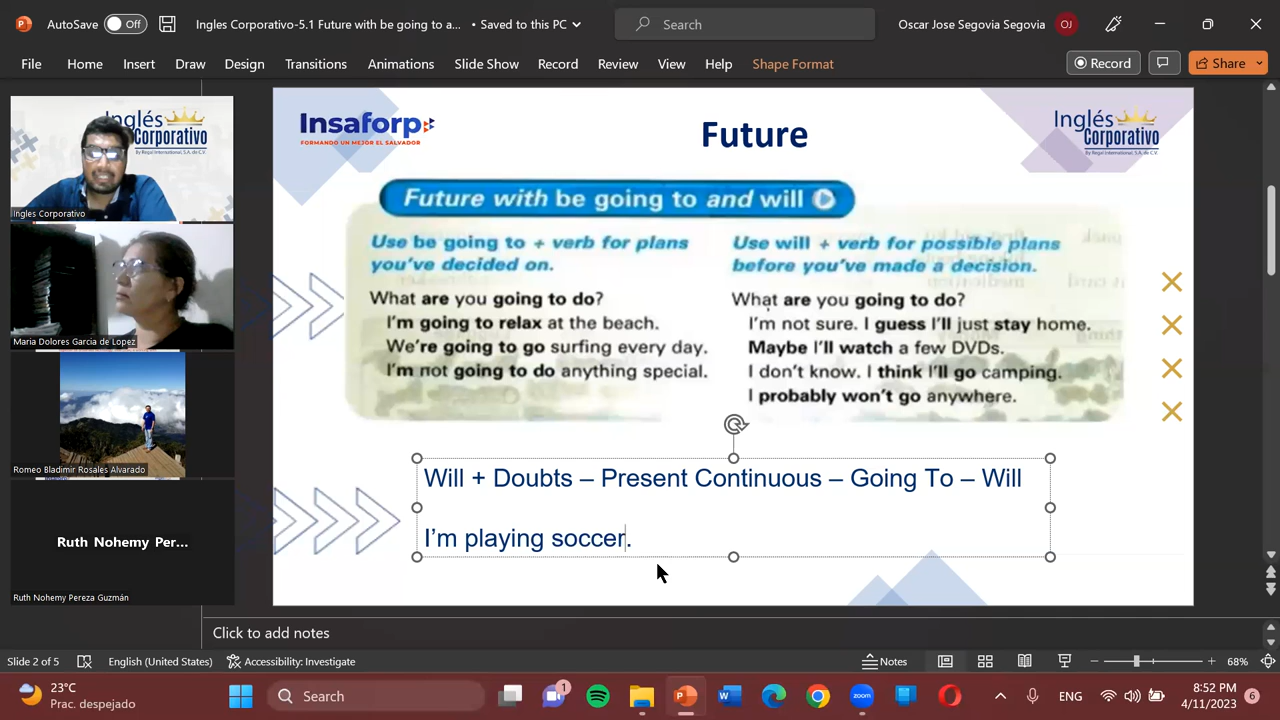 AutoSave Off Ingles Corporativo-5.1 Future with be going to a... • Saved to this PC Search Oscar Jose Segovia Segovia OJ
File Home Insert Draw Design Transitions Animations Slide Show Record Review View Help Shape Format Record Share
Inglés
Corporativo
Ingles Corporativo
Maria Dolores Garcia de Lopez
Romeo Bladimir Rosales Alvarado
Ruth Nohemy Per...
Ruth Nohemy Pereza Guzmán
Insaforp
FORMANDO UN MEJOR EL SALVADOR
Future
Inglés
Corporativo
By Regal International, S.A. de C.V.
Future with be going to and will
Use be going to + verb for plans
you've decided on.
What are you going to do?
I'm going to relax at the beach.
We're going to go surfing every day.
I'm not going to do anything special.
Use will + verb for possible plans
before you've made a decision.
What are you going to do?
I'm not sure. I guess I'll just stay home.
Maybe I'll watch a few DVDs.
I don't know. I think I'll go camping.
I probably won't go anywhere.
Will + Doubts – Present Continuous – Going To – Will
I'm playing soccer.
Click to add notes
Slide 2 of 5 English (United States) Accessibility: Investigate Notes 68%
23°C
Prac. despejado
Search
1
zoom
ENG
8:52 PM
4/11/2023
6